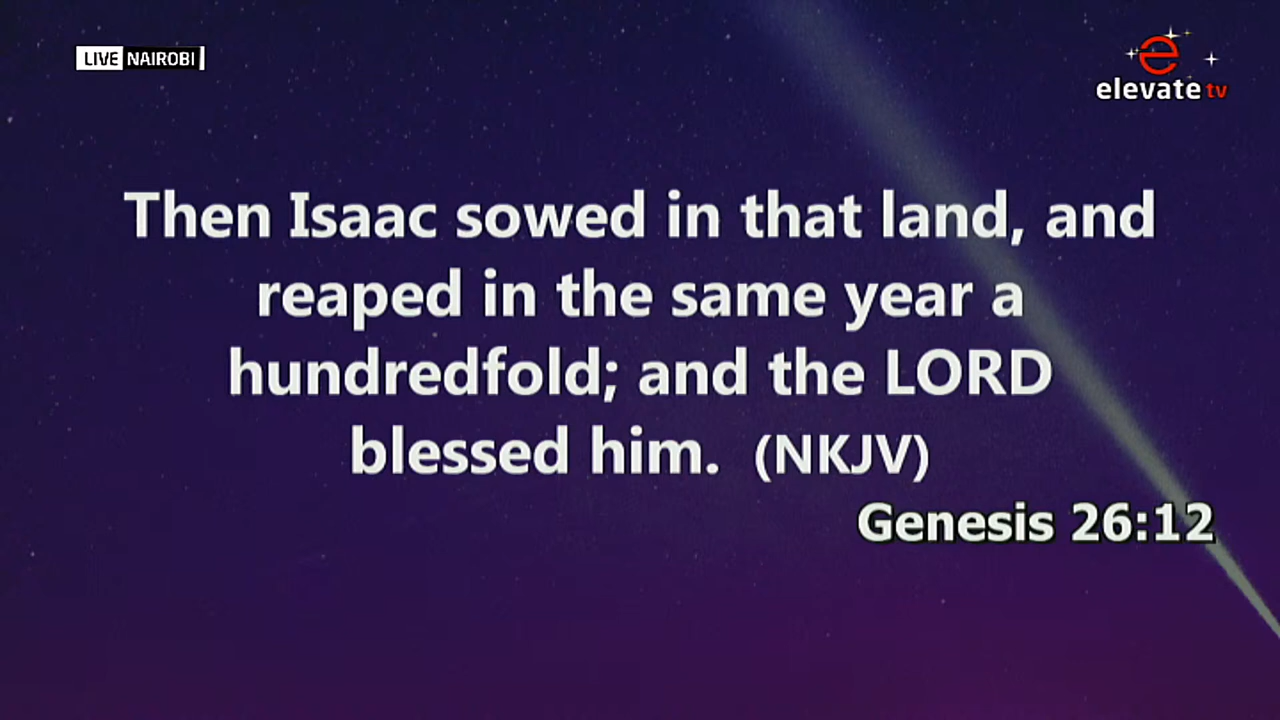 LIVE NAIROBI
elevate tv
Then Isaac sowed in that land, and
reaped in the same year a
hundredfold; and the LORD
blessed him. (NKJV)
Genesis 26:12